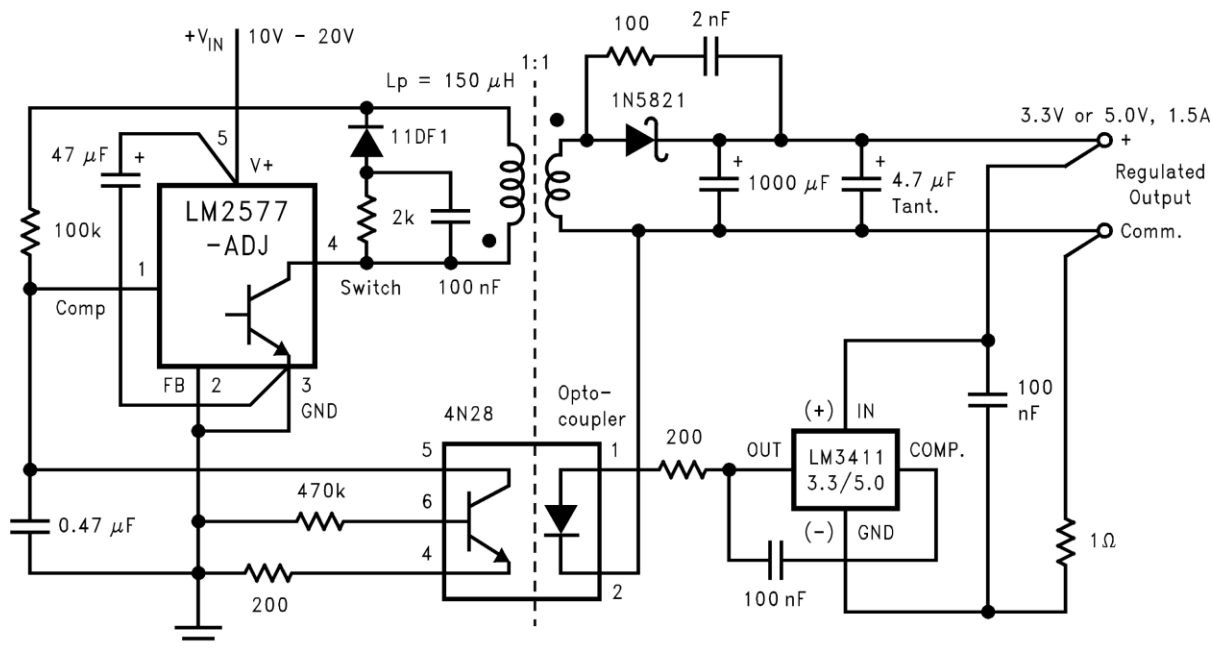 +V_IN 10V – 20V
100 2 nF
1:1
Lp = 150 μH
1N5821
11DF1
3.3V or 5.0V, 1.5A
+
Regulated
Output
5
47 μF +
V+
LM2577
-ADJ
2k
+
1000 μF
+
4.7 μF
Tant.
100k
4
Comm.
1
Switch 100 nF
Comp
FB 2 3
GND
Opto-
coupler
4N28
(+) IN
100
nF
5
1
200
OUT
LM3411
3.3/5.0
COMP.
470k
6
0.47 μF
(–) GND
1Ω
4
2
200
100 nF